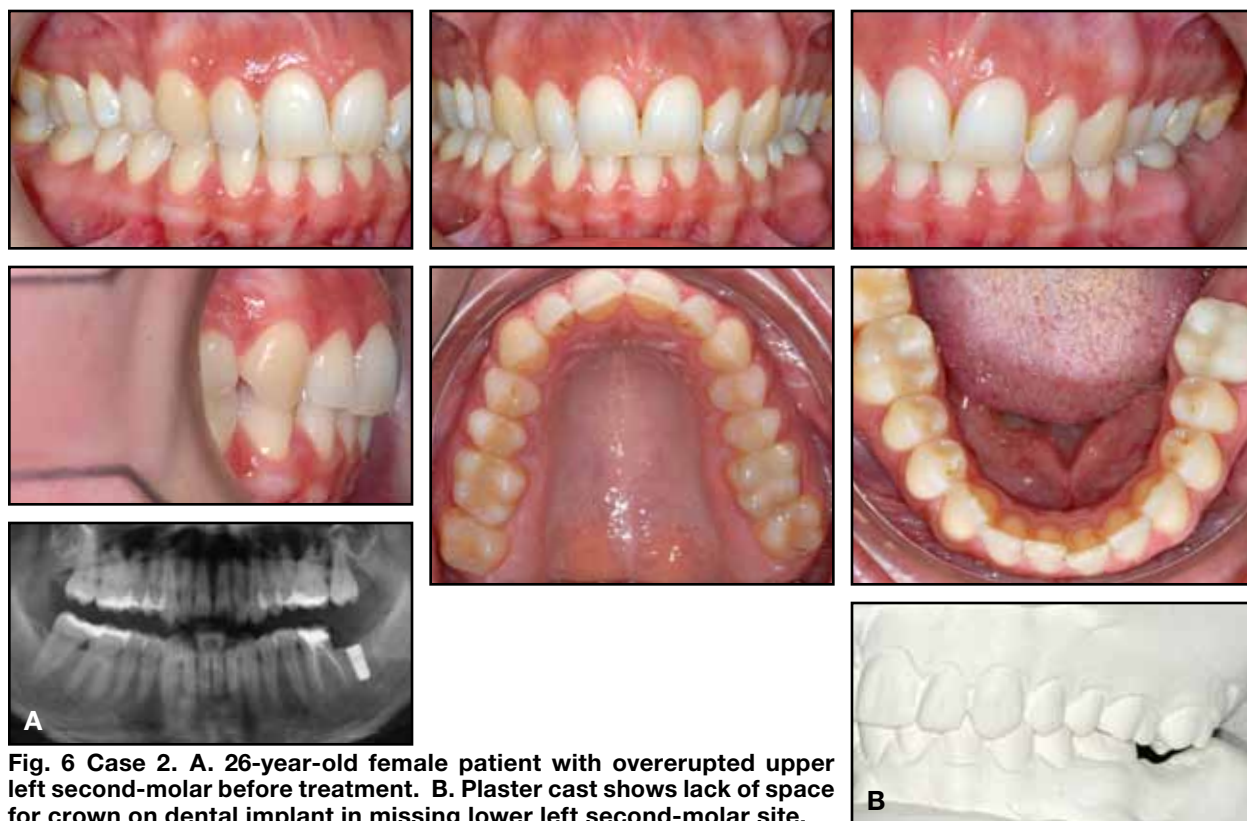 A
B
Fig. 6 Case 2. A. 26-year-old female patient with overerupted upper
left second-molar before treatment. B. Plaster cast shows lack of space
for crown on dental implant in missing lower left second-molar site.